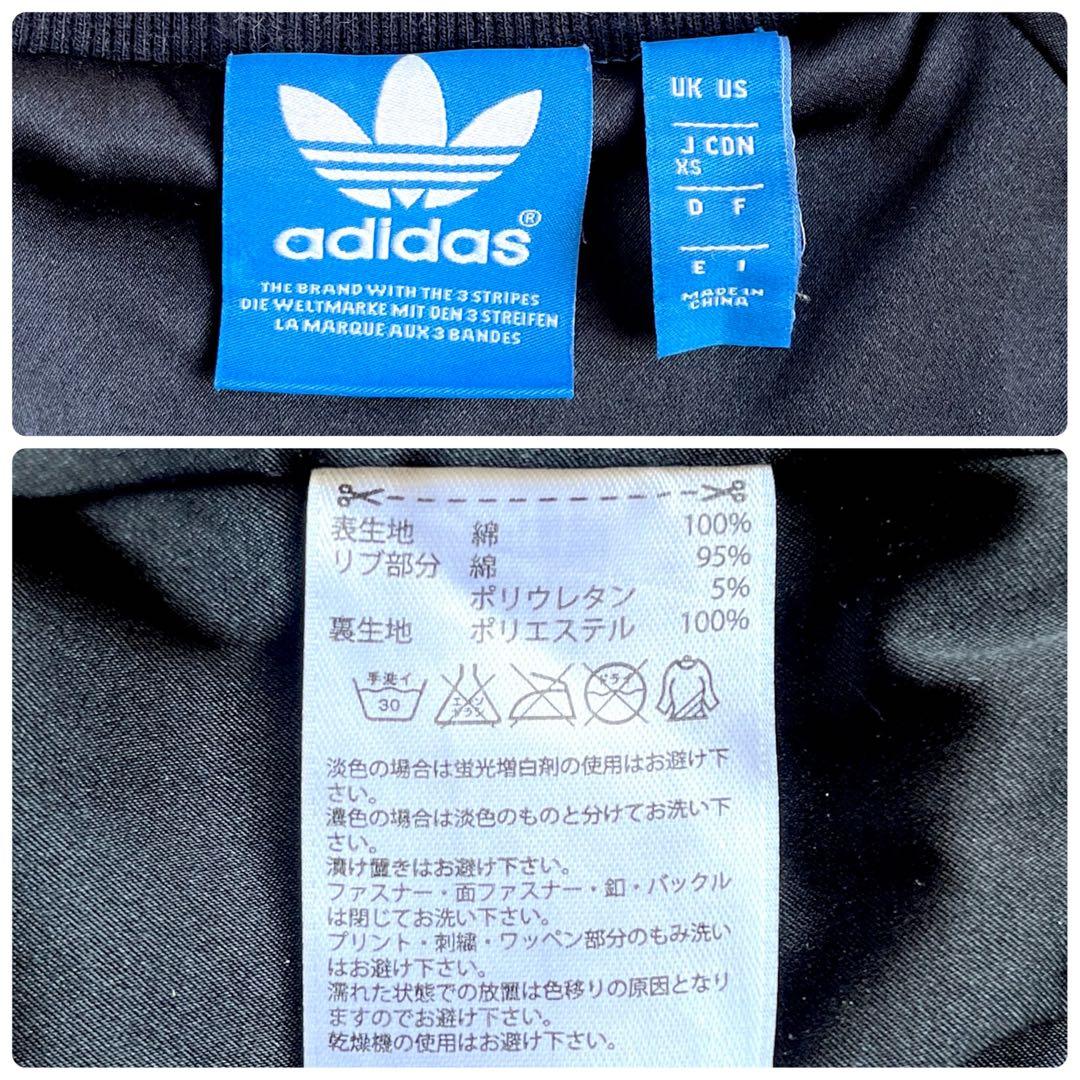 adidas®
THE BRAND WITH THE 3 STRIPES
DIE WELTMARKE MIT DEN 3 STREIFEN
LA MARQUE AUX 3 BANDES
UK US
J CDN
XS
D F
E I
MADE IN
CHINA
表生地 綿 100%
リブ部分 綿 95%
ポリウレタン 5%
裏生地 ポリエステル 100%
手洗イ
30
エンソ
サラシ
ドライ
淡色の場合は蛍光増白剤の使用はお避け下
さい。
濃色の場合は淡色のものと分けてお洗い下
さい。
漬け置きはお避け下さい。
ファスナー・面ファスナー・釦・バックル
は閉じてお洗い下さい。
プリント・刺繍・ワッペン部分のもみ洗い
はお避け下さい。
濡れた状態での放置は色移りの原因となり
ますのでお避け下さい。
乾燥機の使用はお避け下さい。